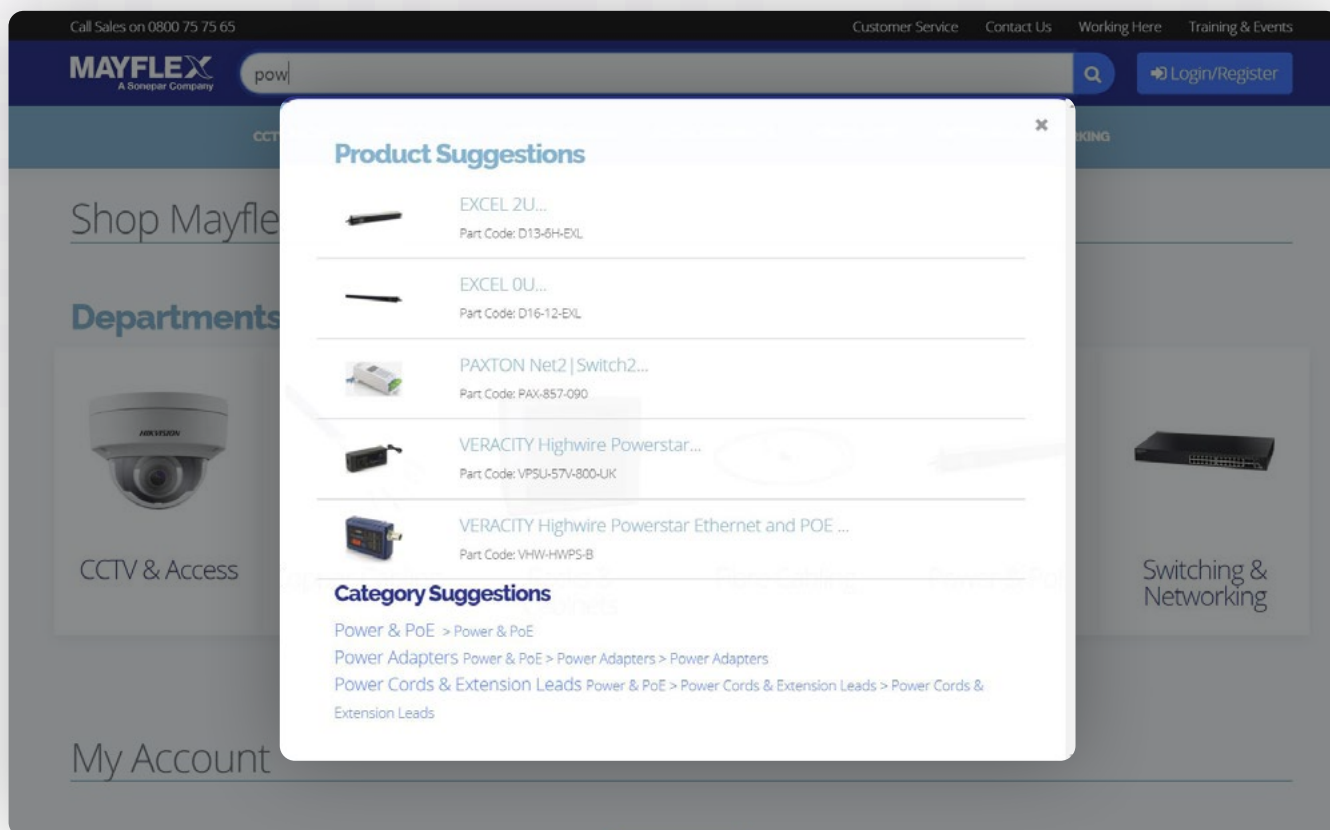 Call Sales on 0800 75 75 65
Customer Service Contact Us Working Here Training & Events
MAYFLEX
A Sonepar Company
pow
Login/Register
CCT
KING
Product Suggestions
Shop Mayfle
EXCEL 2U...
Part Code: D13-6H-EXL
EXCEL 0U...
Part Code: D16-12-EXL
Departments
PAXTON Net2|Switch2...
Part Code: PAX-857-090
HIKVISION
VERACITY Highwire Powerstar...
Part Code: VPSU-57V-800-UK
VERACITY Highwire Powerstar Ethernet and POE ...
Part Code: VHW-HWPS-B
CCTV & Access
Switching &
Networking
Category Suggestions
Power & PoE > Power & PoE
Power Adapters Power & PoE > Power Adapters > Power Adapters
Power Cords & Extension Leads Power & PoE > Power Cords & Extension Leads > Power Cords &
Extension Leads
My Account